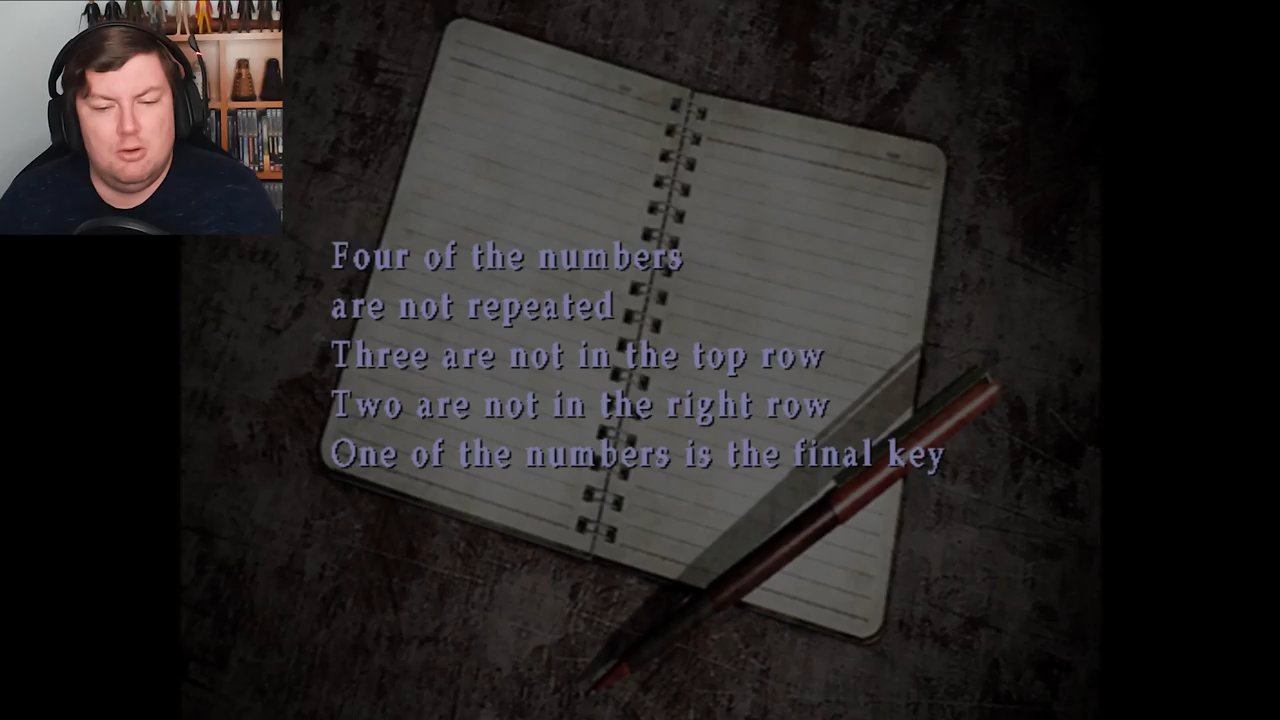 Four of the numbers
are not repeated
Three are not in the top row
Two are not in the right row
One of the numbers is the final key